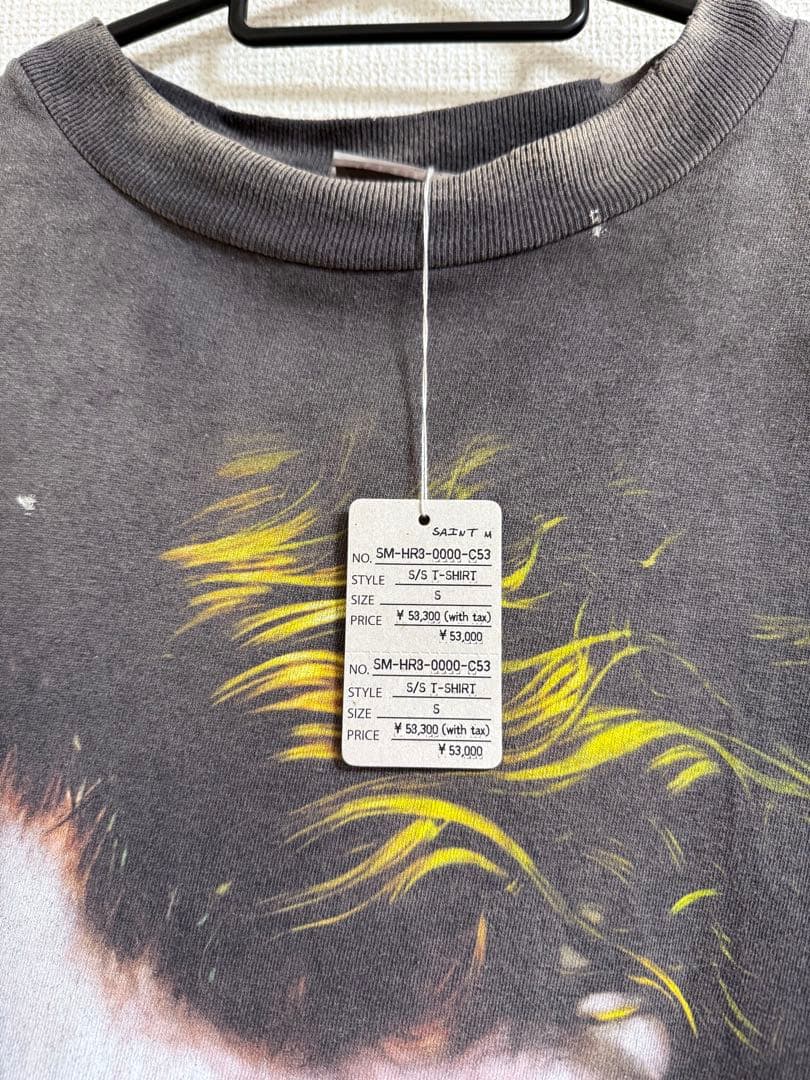 SAINT M
NO. SM-HR3-0000-C53
STYLE S/S T-SHIRT
SIZE S
PRICE ¥ 53,300 (with tax)
¥ 53,000
NO. SM-HR3-0000-C53
STYLE S/S T-SHIRT
SIZE S
PRICE ¥ 53,300 (with tax)
¥ 53,000